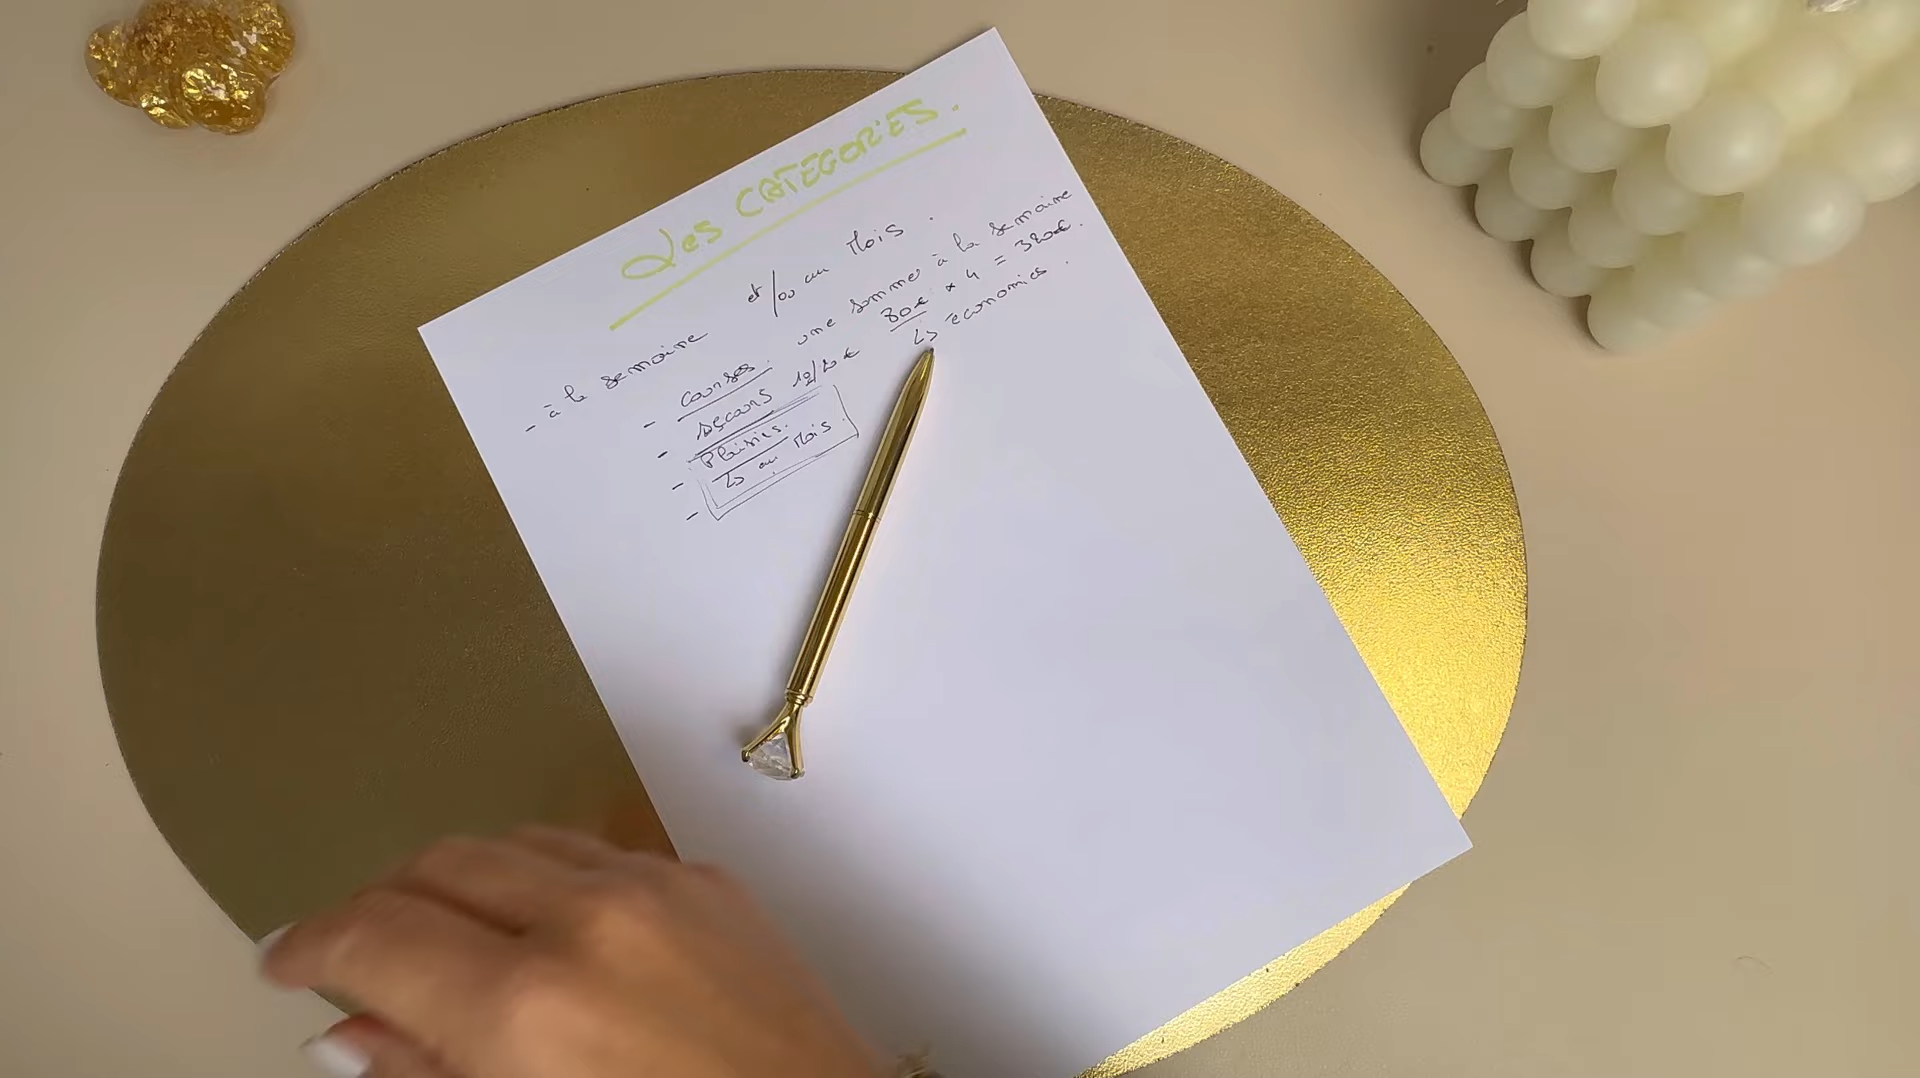 Les CATEGORIES.
- à la semaine et/ou au Mois.
- courses. une somme à la semaine
80€ × 4 = 320€.
- secours 10/20€ ↳ économies.
- Plaisirs.
- ↳ au Mois.